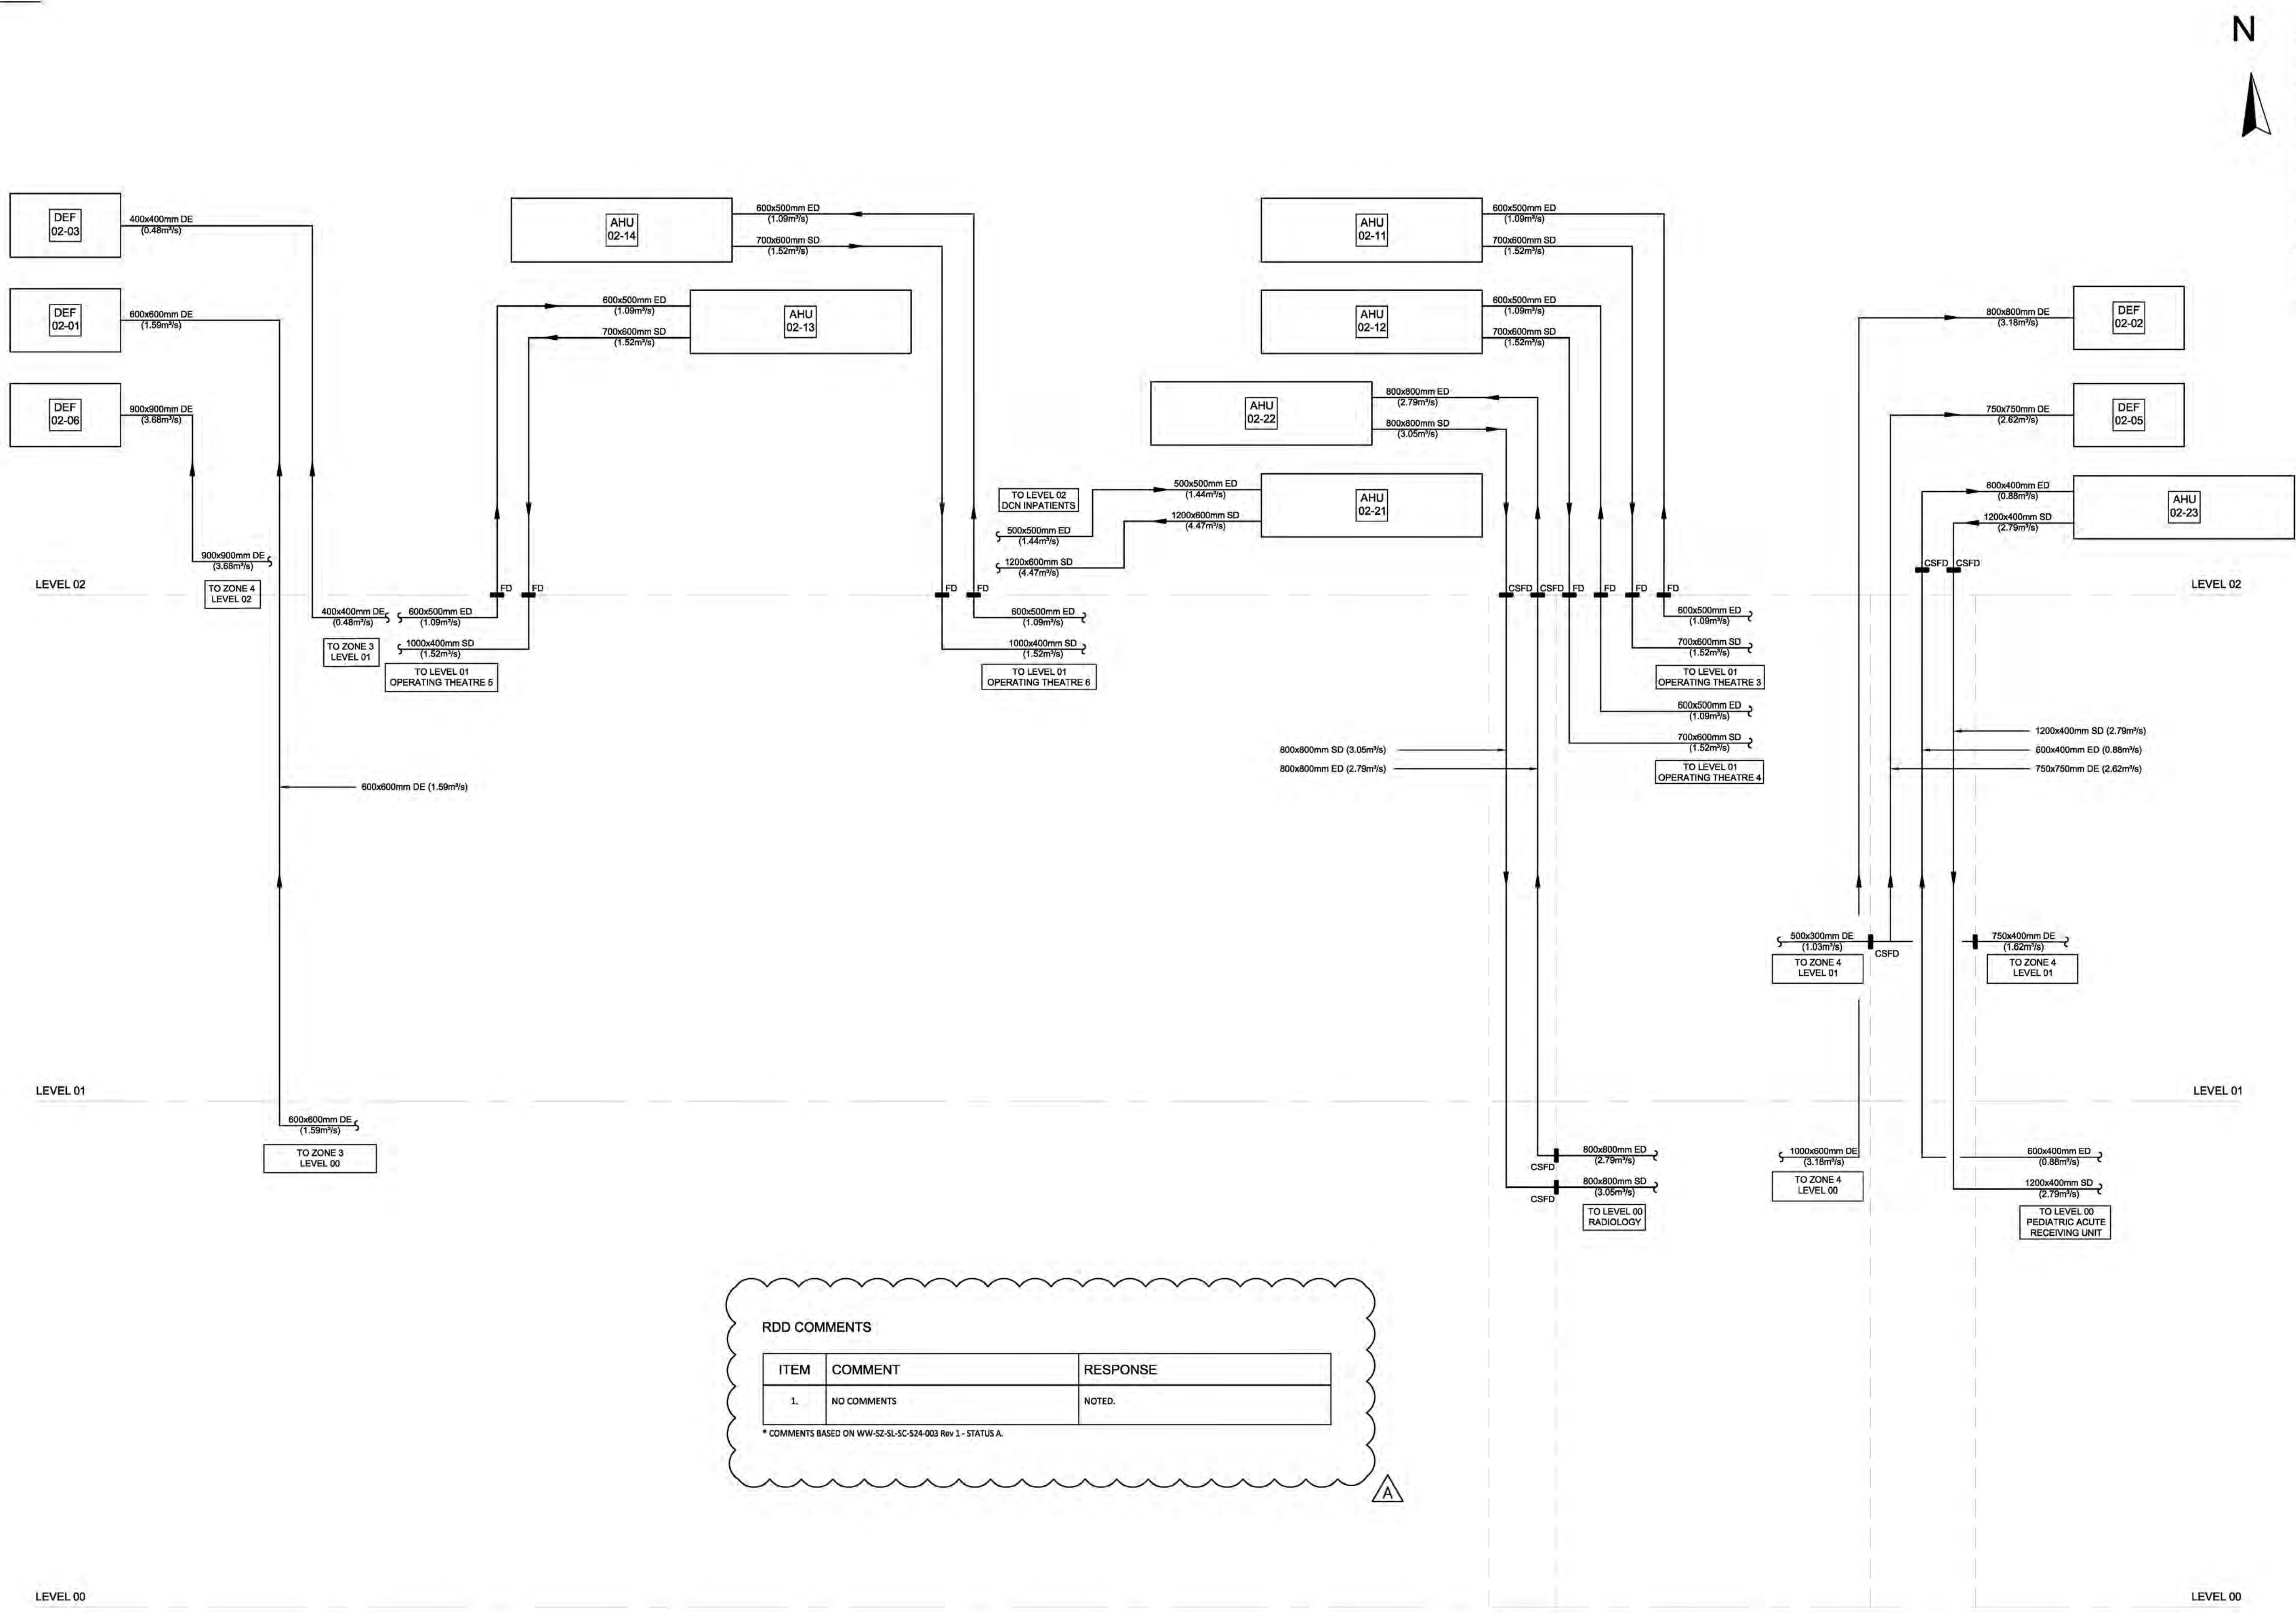 N
DEF
02-03
400x400mm DE
(0.48m³/s)
DEF
02-01
600x600mm DE
(1.59m³/s)
DEF
02-06
900x900mm DE
(3.68m³/s)
900x900mm DE
(3.68m³/s)
TO ZONE 4
LEVEL 02
LEVEL 02
400x400mm DE
(0.48m³/s)
TO ZONE 3
LEVEL 01
600x600mm DE (1.59m³/s)
600x600mm DE
(1.59m³/s)
TO ZONE 3
LEVEL 00
AHU
02-14
600x500mm ED
(1.09m³/s)
700x600mm SD
(1.52m³/s)
AHU
02-13
600x500mm ED
(1.09m³/s)
700x600mm SD
(1.52m³/s)
FD
FD
600x500mm ED
(1.09m³/s)
1000x400mm SD
(1.52m³/s)
TO LEVEL 01
OPERATING THEATRE 5
FD
FD
600x500mm ED
(1.09m³/s)
1000x400mm SD
(1.52m³/s)
TO LEVEL 01
OPERATING THEATRE 6
AHU
02-11
600x500mm ED
(1.09m³/s)
700x600mm SD
(1.52m³/s)
AHU
02-12
600x500mm ED
(1.09m³/s)
700x600mm SD
(1.52m³/s)
AHU
02-22
800x800mm ED
(2.79m³/s)
800x800mm SD
(3.05m³/s)
AHU
02-21
500x500mm ED
(1.44m³/s)
1200x600mm SD
(4.47m³/s)
TO LEVEL 02
DCN INPATIENTS
500x500mm ED
(1.44m³/s)
1200x600mm SD
(4.47m³/s)
CSFD
CSFD
FD
FD
FD
FD
600x500mm ED
(1.09m³/s)
700x600mm SD
(1.52m³/s)
TO LEVEL 01
OPERATING THEATRE 3
600x500mm ED
(1.09m³/s)
700x600mm SD
(1.52m³/s)
TO LEVEL 01
OPERATING THEATRE 4
800x800mm SD (3.05m³/s)
800x800mm ED (2.79m³/s)
CSFD
800x800mm ED
(2.79m³/s)
CSFD
800x800mm SD
(3.05m³/s)
TO LEVEL 00
RADIOLOGY
DEF
02-02
800x800mm DE
(3.18m³/s)
DEF
02-05
750x750mm DE
(2.62m³/s)
AHU
02-23
600x400mm ED
(0.88m³/s)
1200x400mm SD
(2.79m³/s)
CSFD
CSFD
LEVEL 02
1200x400mm SD (2.79m³/s)
600x400mm ED (0.88m³/s)
750x750mm DE (2.62m³/s)
500x300mm DE
(1.03m³/s)
CSFD
TO ZONE 4
LEVEL 01
750x400mm DE
(1.62m³/s)
TO ZONE 4
LEVEL 01
LEVEL 01
LEVEL 01
1000x600mm DE
(3.18m³/s)
TO ZONE 4
LEVEL 00
600x400mm ED
(0.88m³/s)
1200x400mm SD
(2.79m³/s)
TO LEVEL 00
PEDIATRIC ACUTE
RECEIVING UNIT
RDD COMMENTS
ITEM COMMENT RESPONSE
1. NO COMMENTS NOTED.
* COMMENTS BASED ON WW-SZ-SL-SC-524-003 Rev 1 - STATUS A.
A
LEVEL 00
LEVEL 00